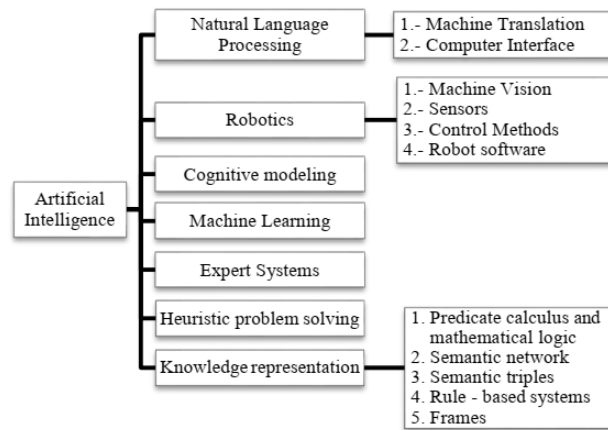 Artificial
Intelligence
Natural Language
Processing
1.- Machine Translation
2.- Computer Interface
Robotics
1.- Machine Vision
2.- Sensors
3.- Control Methods
4.- Robot software
Cognitive modeling
Machine Learning
Expert Systems
Heuristic problem solving
Knowledge representation
1. Predicate calculus and
mathematical logic
2. Semantic network
3. Semantic triples
4. Rule - based systems
5. Frames